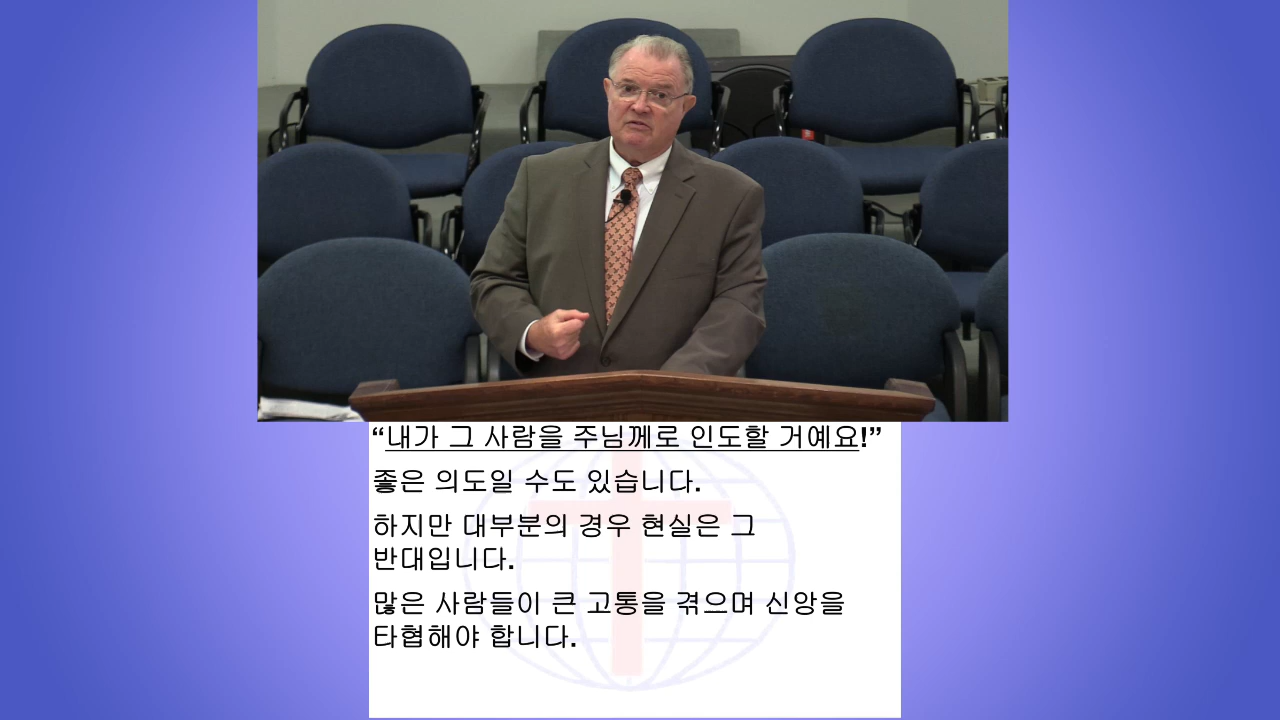 “내가 그 사람을 주님께로 인도할 거예요!”
좋은 의도일 수도 있습니다.
하지만 대부분의 경우 현실은 그
반대입니다.
많은 사람들이 큰 고통을 겪으며 신앙을
타협해야 합니다.